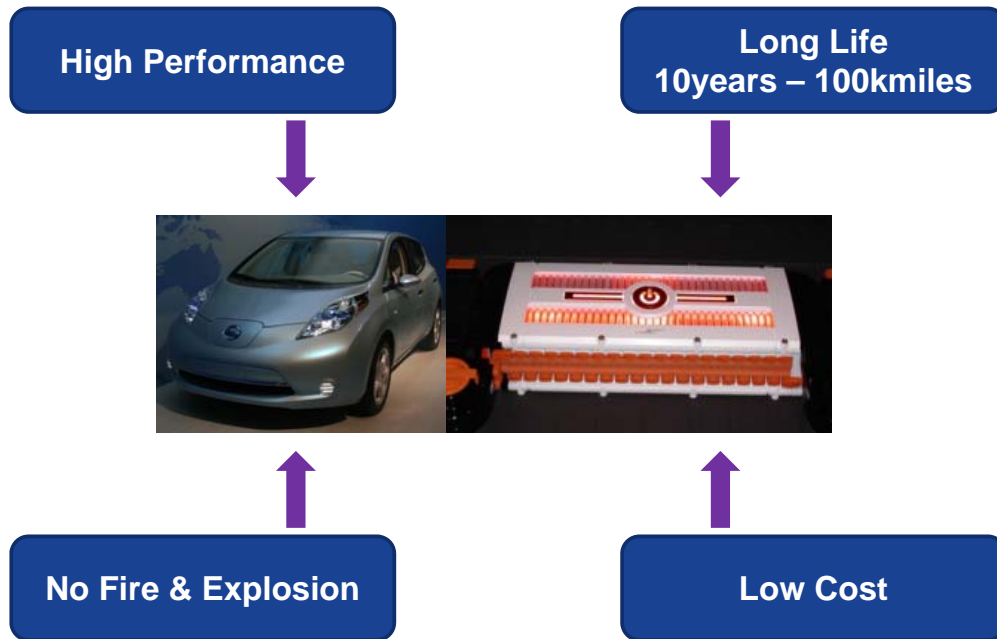 High Performance
Long Life
10years – 100kmiles
No Fire & Explosion
Low Cost